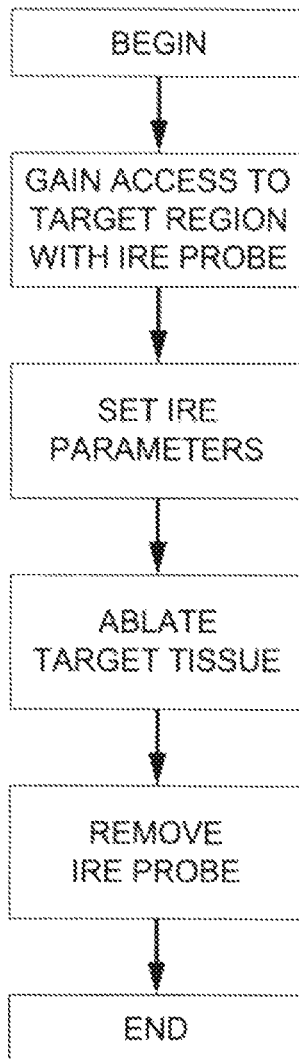 BEGIN
GAIN ACCESS TO
TARGET REGION
WITH IRE PROBE
SET IRE
PARAMETERS
ABLATE
TARGET TISSUE
REMOVE
IRE PROBE
END